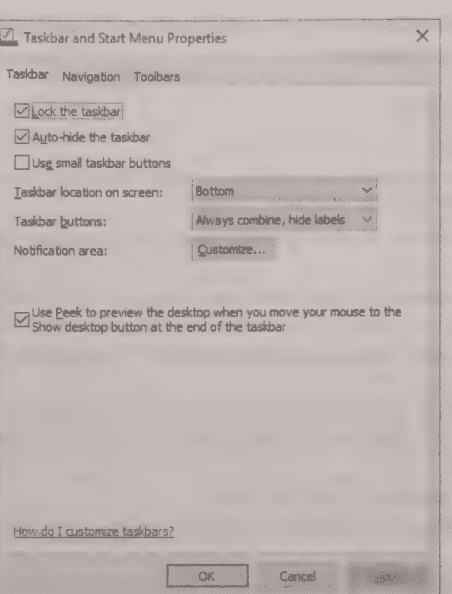 Taskbar and Start Menu Properties
Taskbar Navigation Toolbars
Lock the taskbar
Auto-hide the taskbar
Use small taskbar buttons
Taskbar location on screen: Bottom
Taskbar buttons: Always combine, hide labels
Notification area: Customize...
Use Peek to preview the desktop when you move your mouse to the
Show desktop button at the end of the taskbar
How do I customize taskbars?
OK Cancel